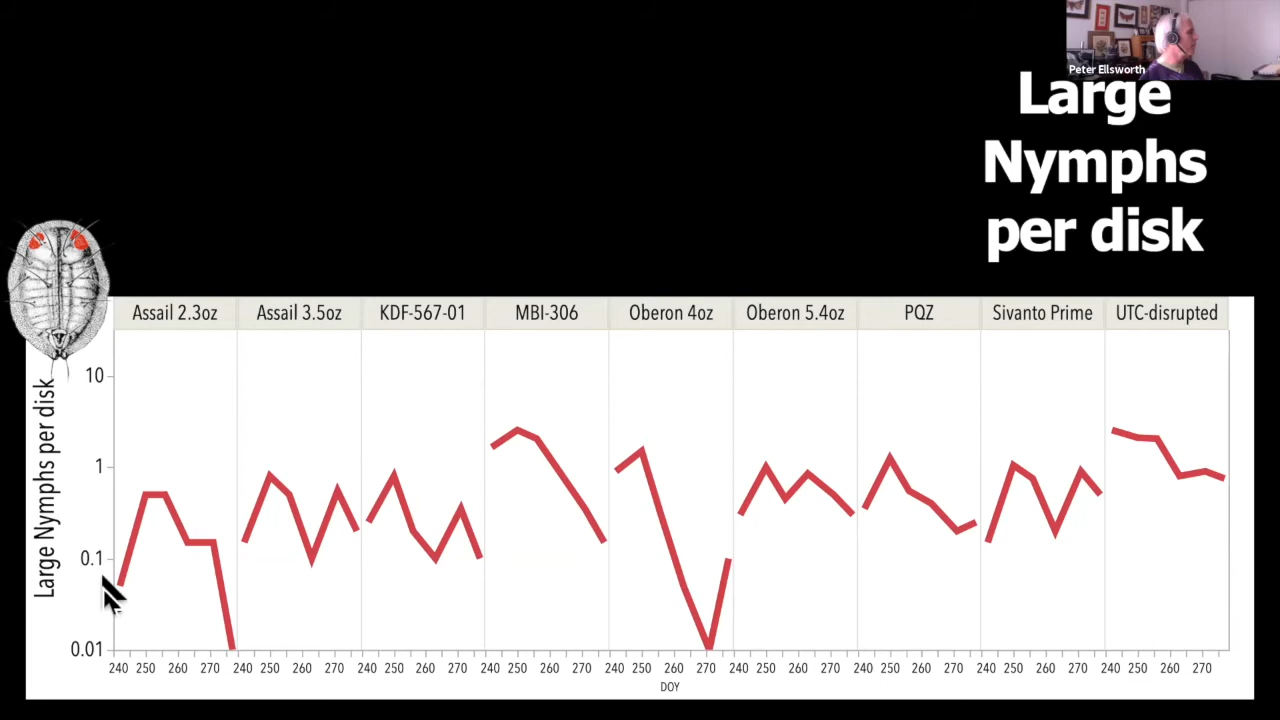 Peter Ellsworth
Large
Nymphs
per disk
Assail 2.3oz Assail 3.5oz KDF-567-01 MBI-306 Oberon 4oz Oberon 5.4oz PQZ Sivanto Prime UTC-disrupted
Large Nymphs per disk
10
1
0.1
0.01
240 250 260 270 240 250 260 270 240 250 260 270 240 250 260 270 240 250 260 270 240 250 260 270 240 250 260 270 240 250 260 270 240 250 260 270
DOY